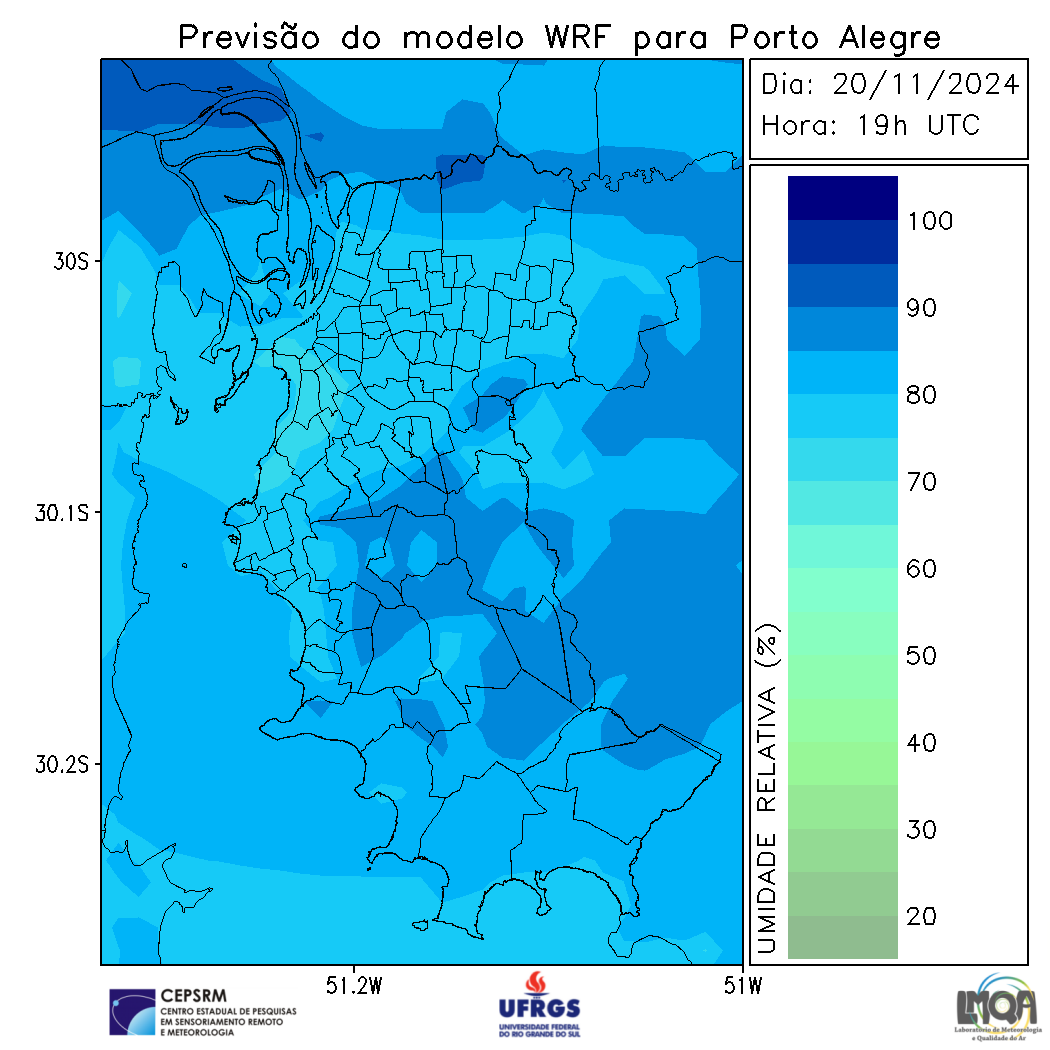 Previsão do modelo WRF para Porto Alegre
Dia: 20/11/2024
Hora: 19h UTC
30S
30.1S
30.2S
51.2W
51W
UMIDADE RELATIVA (%)
100
90
80
70
60
50
40
30
20
CEPSRM
CENTRO ESTADUAL DE PESQUISAS
EM SENSORIAMENTO REMOTO
E METEOROLOGIA
UFRGS
UNIVERSIDADE FEDERAL
DO RIO GRANDE DO SUL
LMQA
Laboratório de Meteorologia
e Qualidade do Ar